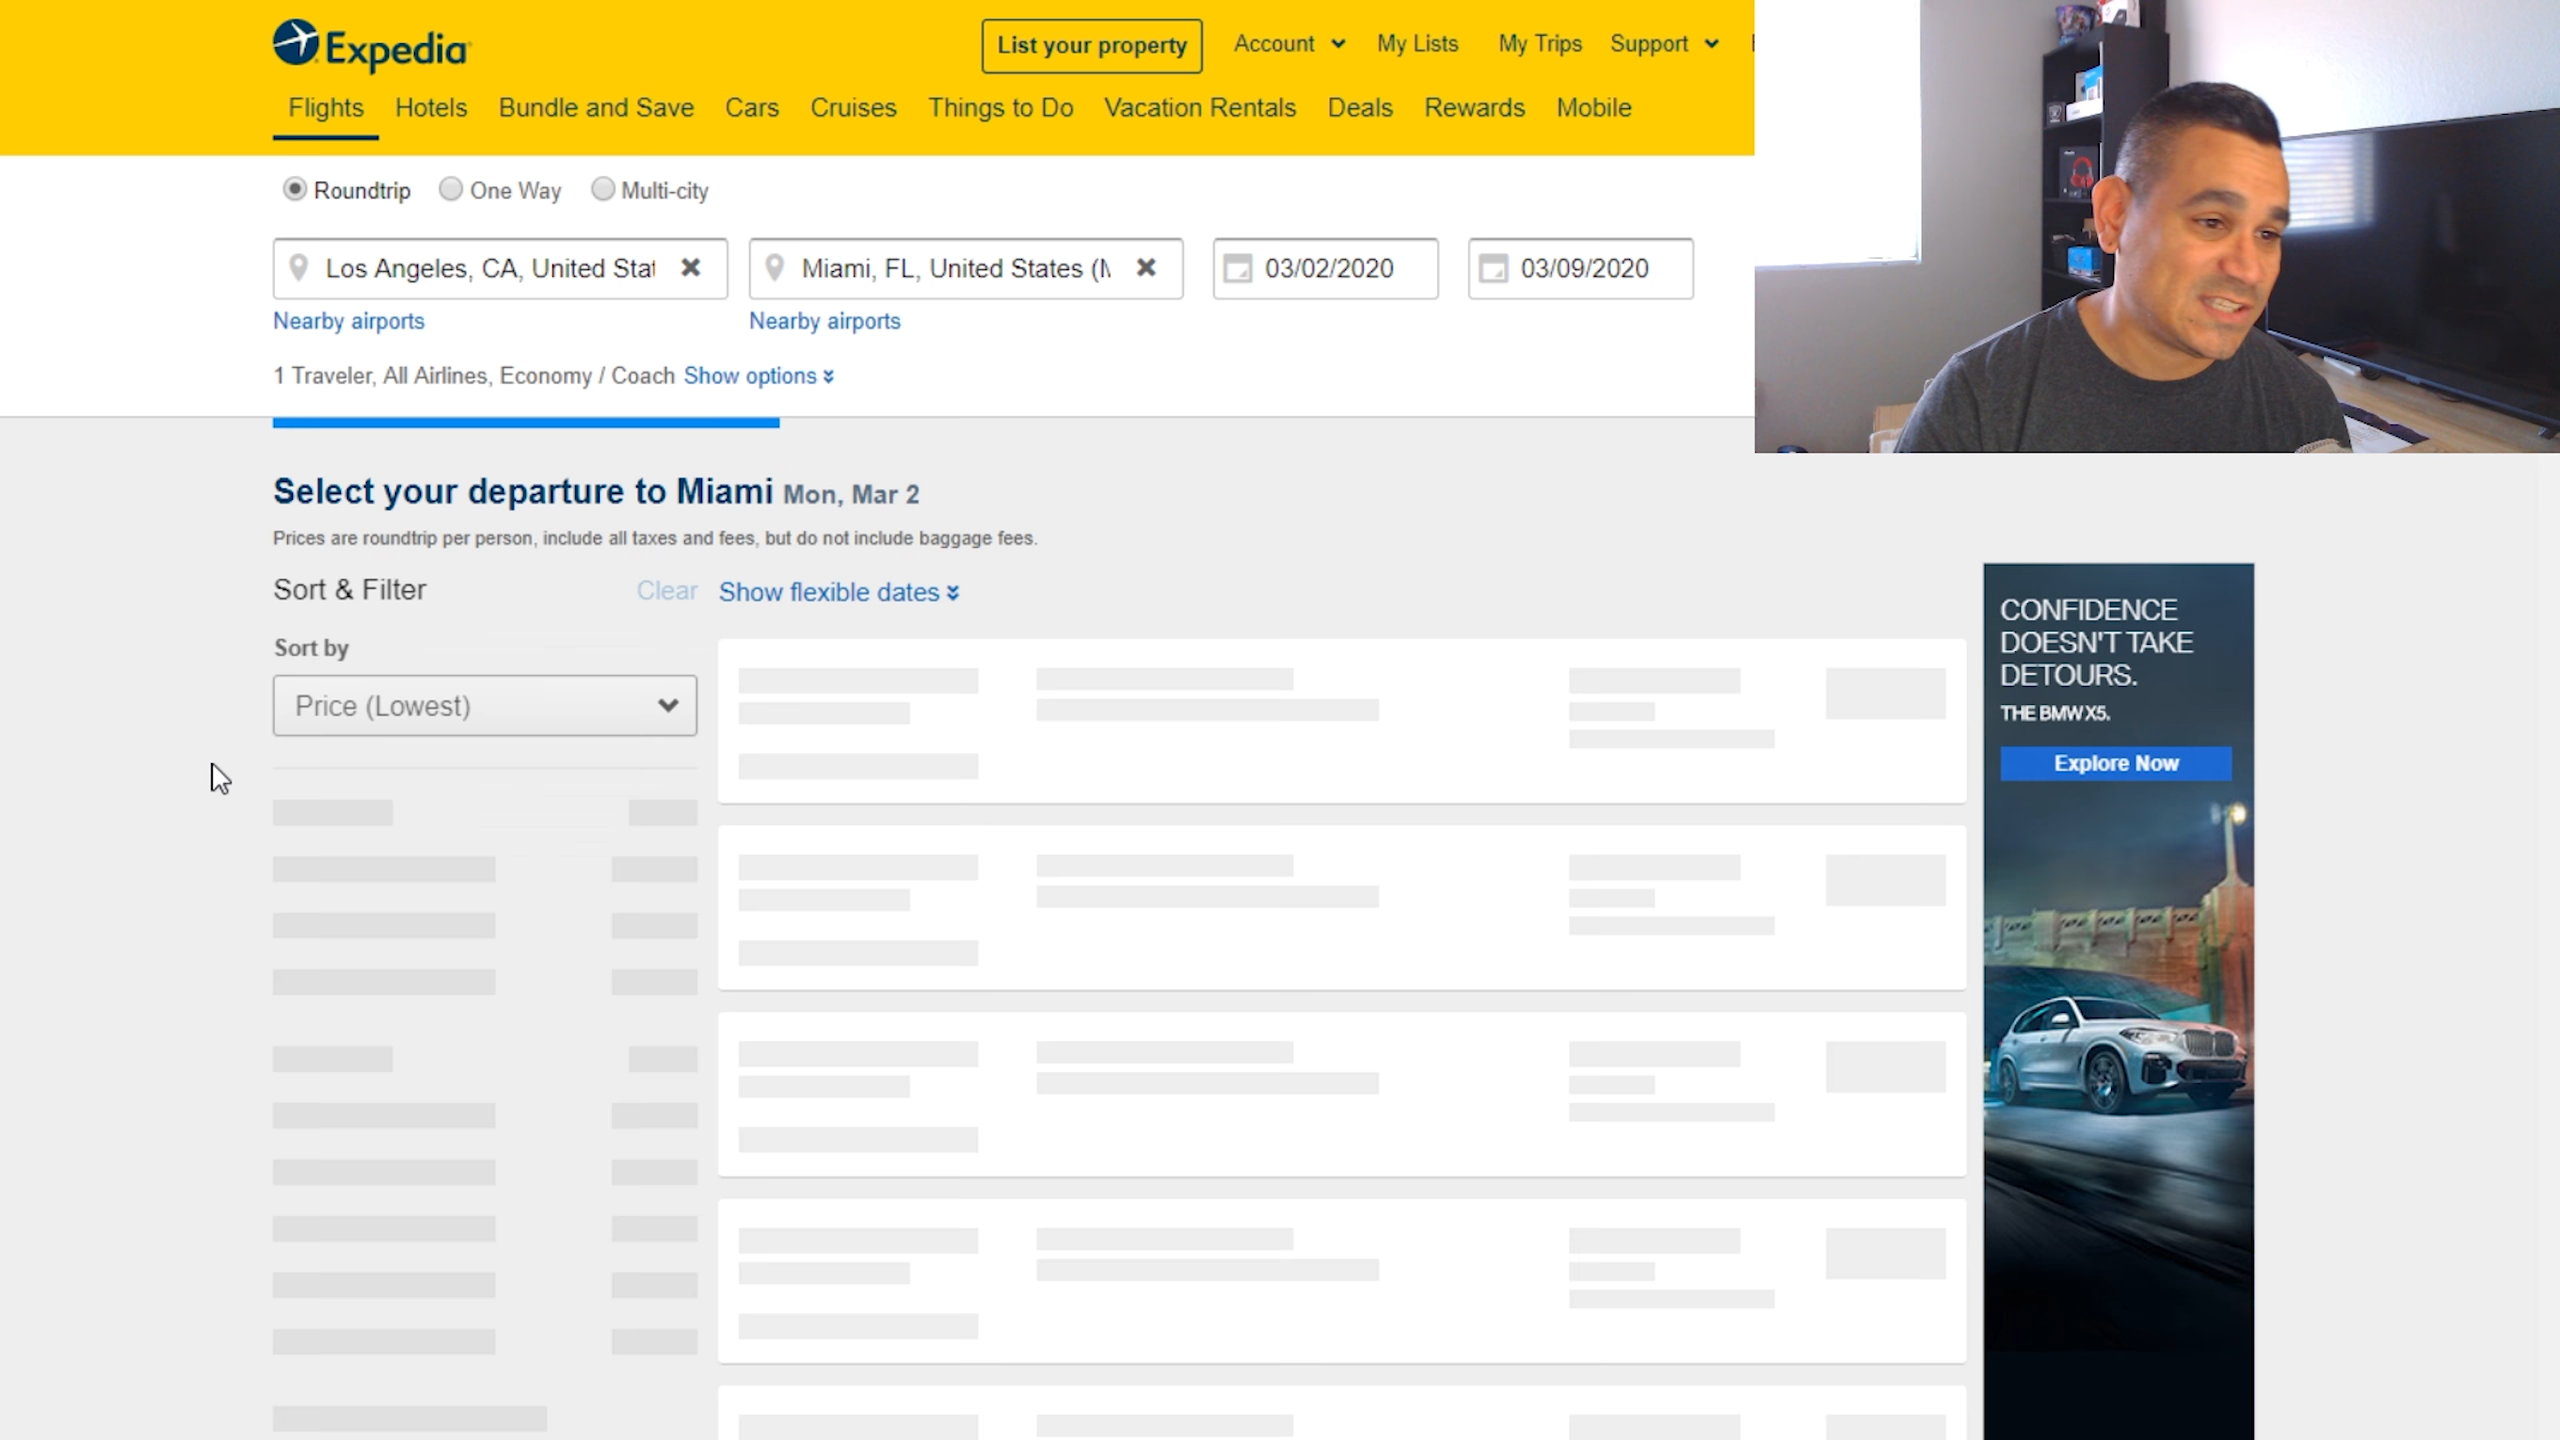 Expedia
List your property
Account
My Lists
My Trips
Support
Flights
Hotels
Bundle and Save
Cars
Cruises
Things to Do
Vacation Rentals
Deals
Rewards
Mobile
Roundtrip
One Way
Multi-city
Los Angeles, CA, United Stat
Miami, FL, United States (
03/02/2020
03/09/2020
Nearby airports
Nearby airports
1 Traveler, All Airlines, Economy / Coach Show options
Select your departure to Miami Mon, Mar 2
Prices are roundtrip per person, include all taxes and fees, but do not include baggage fees.
Sort & Filter
Clear
Show flexible dates
Sort by
Price (Lowest)
CONFIDENCE
DOESN'T TAKE
DETOURS.
THE BMW X5.
Explore Now